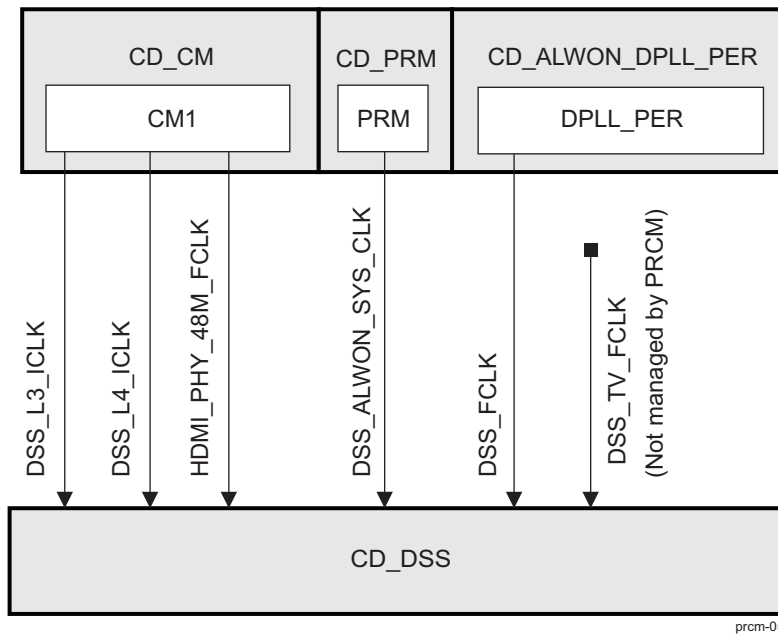 CD_CM
CD_PRM
CD_ALWON_DPLL_PER
CM1
PRM
DPLL_PER
DSS_L3_ICLK
DSS_L4_ICLK
HDMI_PHY_48M_FCLK
DSS_ALWON_SYS_CLK
DSS_FCLK
DSS_TV_FCLK
(Not managed by PRCM)
CD_DSS